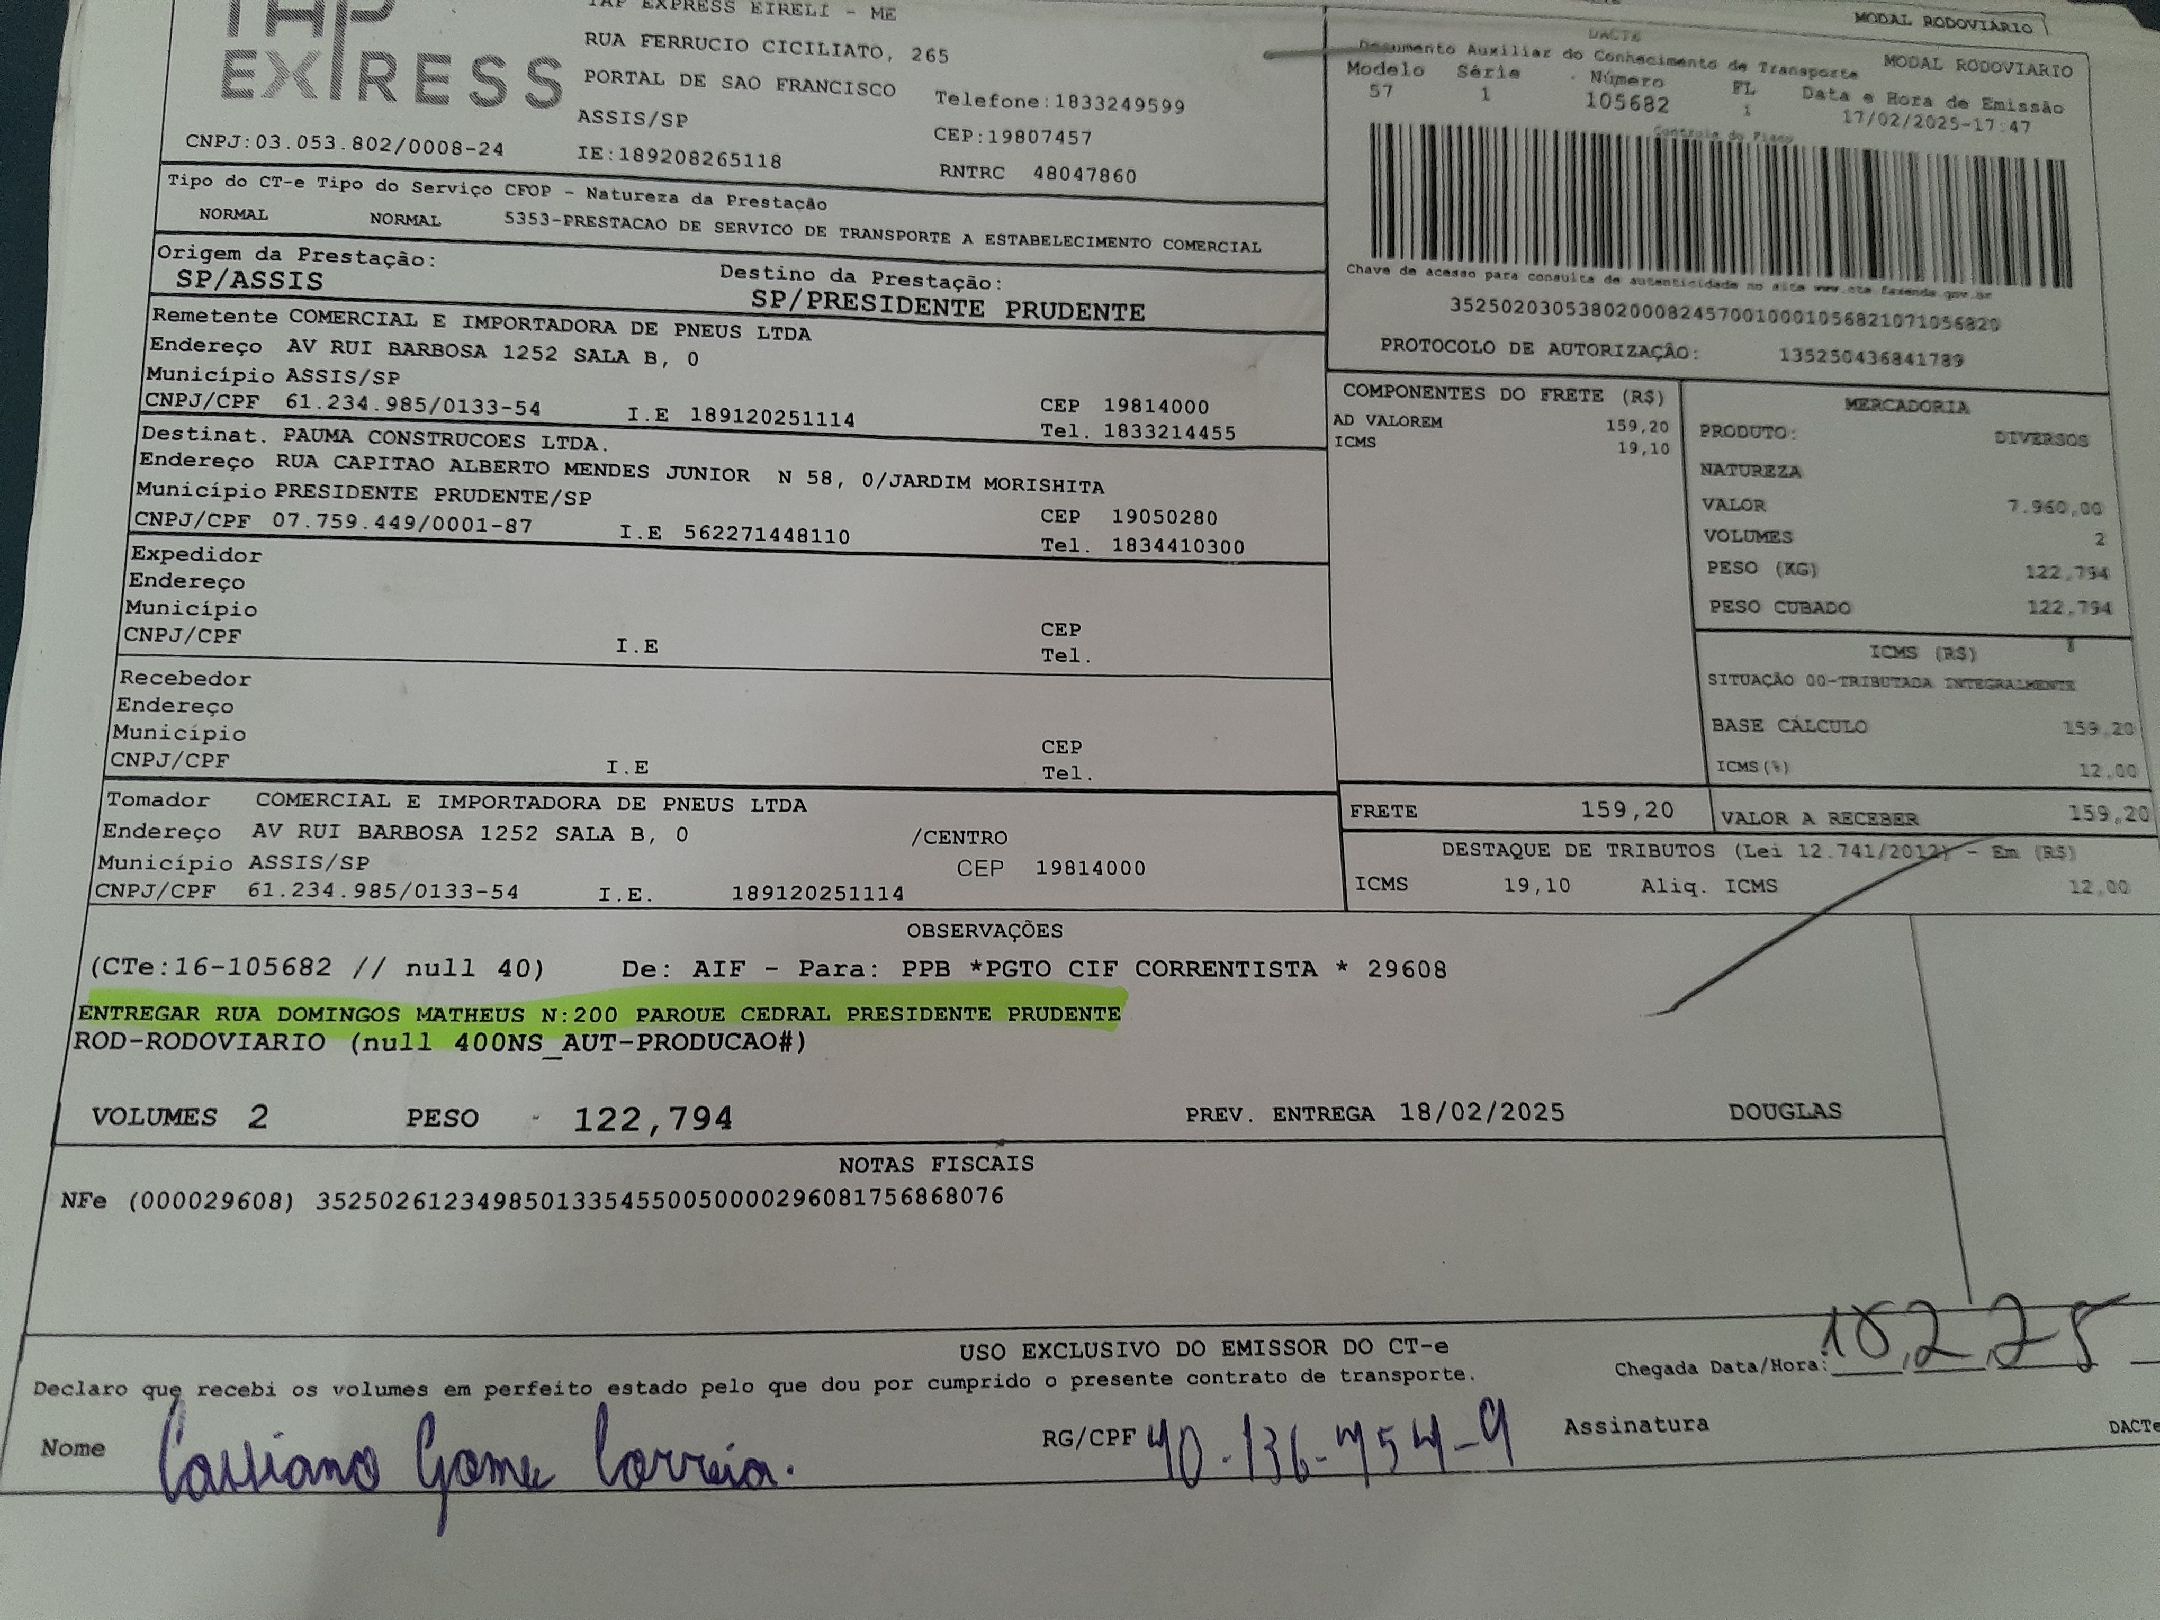 TAP EXPRESS EIRELI - ME
TAP
EXPRESS
RUA FERRUCIO CICILIATO, 265
PORTAL DE SAO FRANCISCO
Telefone:1833249599
ASSIS/SP
CEP:19807457
CNPJ:03.053.802/0008-24
IE:189208265118
RNTRC 48047860
MODAL RODOVIÁRIO
DACTE
Documento Auxiliar do Conhecimento de Transporte
MODAL RODOVIARIO
Modelo Série Número FL Data e Hora de Emissão
57 1 105682 1 17/02/2025-17:47
Controle do Fisco
Chave de acesso para consulta de autenticidade no site www.cte.fazenda.gov.br
35250203053802000824570010001056821071056820
PROTOCOLO DE AUTORIZAÇÃO: 135250436841789
Tipo do CT-e Tipo do Serviço CFOP - Natureza da Prestação
NORMAL NORMAL 5353-PRESTACAO DE SERVICO DE TRANSPORTE A ESTABELECIMENTO COMERCIAL
Origem da Prestação: Destino da Prestação:
SP/ASSIS SP/PRESIDENTE PRUDENTE
Remetente COMERCIAL E IMPORTADORA DE PNEUS LTDA
Endereço AV RUI BARBOSA 1252 SALA B, 0
Município ASSIS/SP CEP 19814000
CNPJ/CPF 61.234.985/0133-54 I.E 189120251114 Tel. 1833214455
Destinat. PAUMA CONSTRUCOES LTDA.
Endereço RUA CAPITAO ALBERTO MENDES JUNIOR N 58, 0/JARDIM MORISHITA
Município PRESIDENTE PRUDENTE/SP CEP 19050280
CNPJ/CPF 07.759.449/0001-87 I.E 562271448110 Tel. 1834410300
Expedidor
Endereço
Município CEP
CNPJ/CPF I.E Tel.
Recebedor
Endereço
Município CEP
CNPJ/CPF I.E Tel.
Tomador COMERCIAL E IMPORTADORA DE PNEUS LTDA
Endereço AV RUI BARBOSA 1252 SALA B, 0 /CENTRO
Município ASSIS/SP CEP 19814000
CNPJ/CPF 61.234.985/0133-54 I.E. 189120251114
COMPONENTES DO FRETE (R$)
AD VALOREM 159,20
ICMS 19,10
MERCADORIA
PRODUTO: DIVERSOS
NATUREZA
VALOR 7.960,00
VOLUMES 2
PESO (KG) 122,794
PESO CUBADO 122,794
ICMS (R$)
SITUAÇÃO 00-TRIBUTADA INTEGRALMENTE
BASE CÁLCULO 159,20
ICMS(%) 12,00
FRETE 159,20 VALOR A RECEBER 159,20
DESTAQUE DE TRIBUTOS (Lei 12.741/2012) - Em (R$)
ICMS 19,10 Aliq. ICMS 12,00
OBSERVAÇÕES
(CTe:16-105682 // null 40) De: AIF - Para: PPB *PGTO CIF CORRENTISTA * 29608
ENTREGAR RUA DOMINGOS MATHEUS N:200 PARQUE CEDRAL PRESIDENTE PRUDENTE
ROD-RODOVIARIO (null 400NS_AUT-PRODUCAO#)
VOLUMES 2 PESO 122,794 PREV. ENTREGA 18/02/2025 DOUGLAS
NOTAS FISCAIS
NFe (000029608) 35250261234985013354550050000296081756868076
USO EXCLUSIVO DO EMISSOR DO CT-e
Declaro que recebi os volumes em perfeito estado pelo que dou por cumprido o presente contrato de transporte.
Chegada Data/Hora: 18,2,25
Nome Cassiano Gome Correia. RG/CPF 40-136-754-9 Assinatura
DACTe